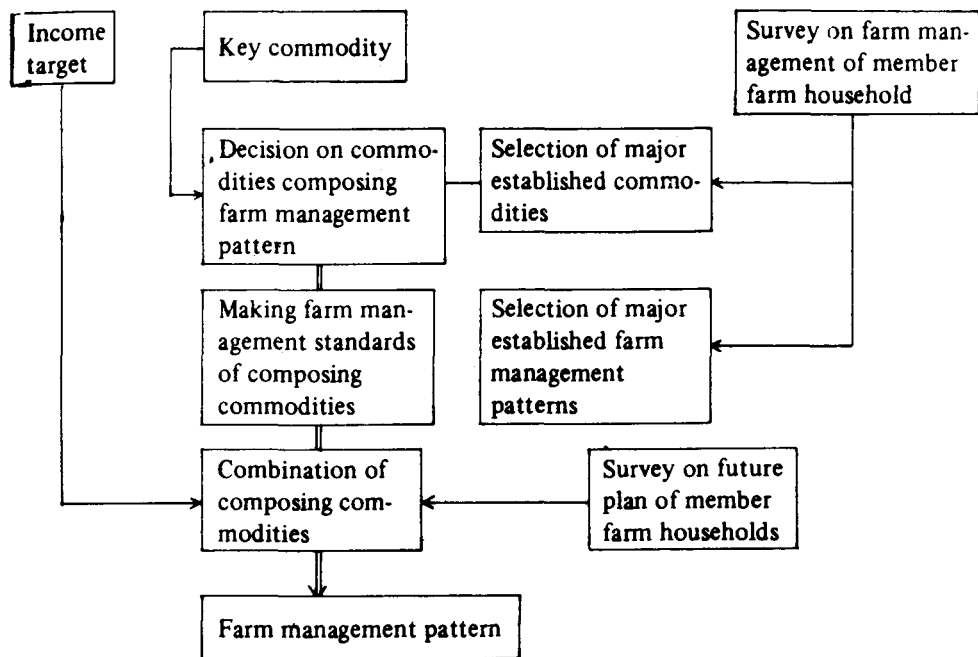 Income
target
Key commodity
Survey on farm man-
agement of member
farm household
Decision on commo-
dities composing
farm management
pattern
Selection of major
established commo-
dities
Making farm man-
agement standards
of composing
commodities
Selection of major
established farm
management
patterns
Combination of
composing com-
modities
Survey on future
plan of member
farm households
Farm management pattern